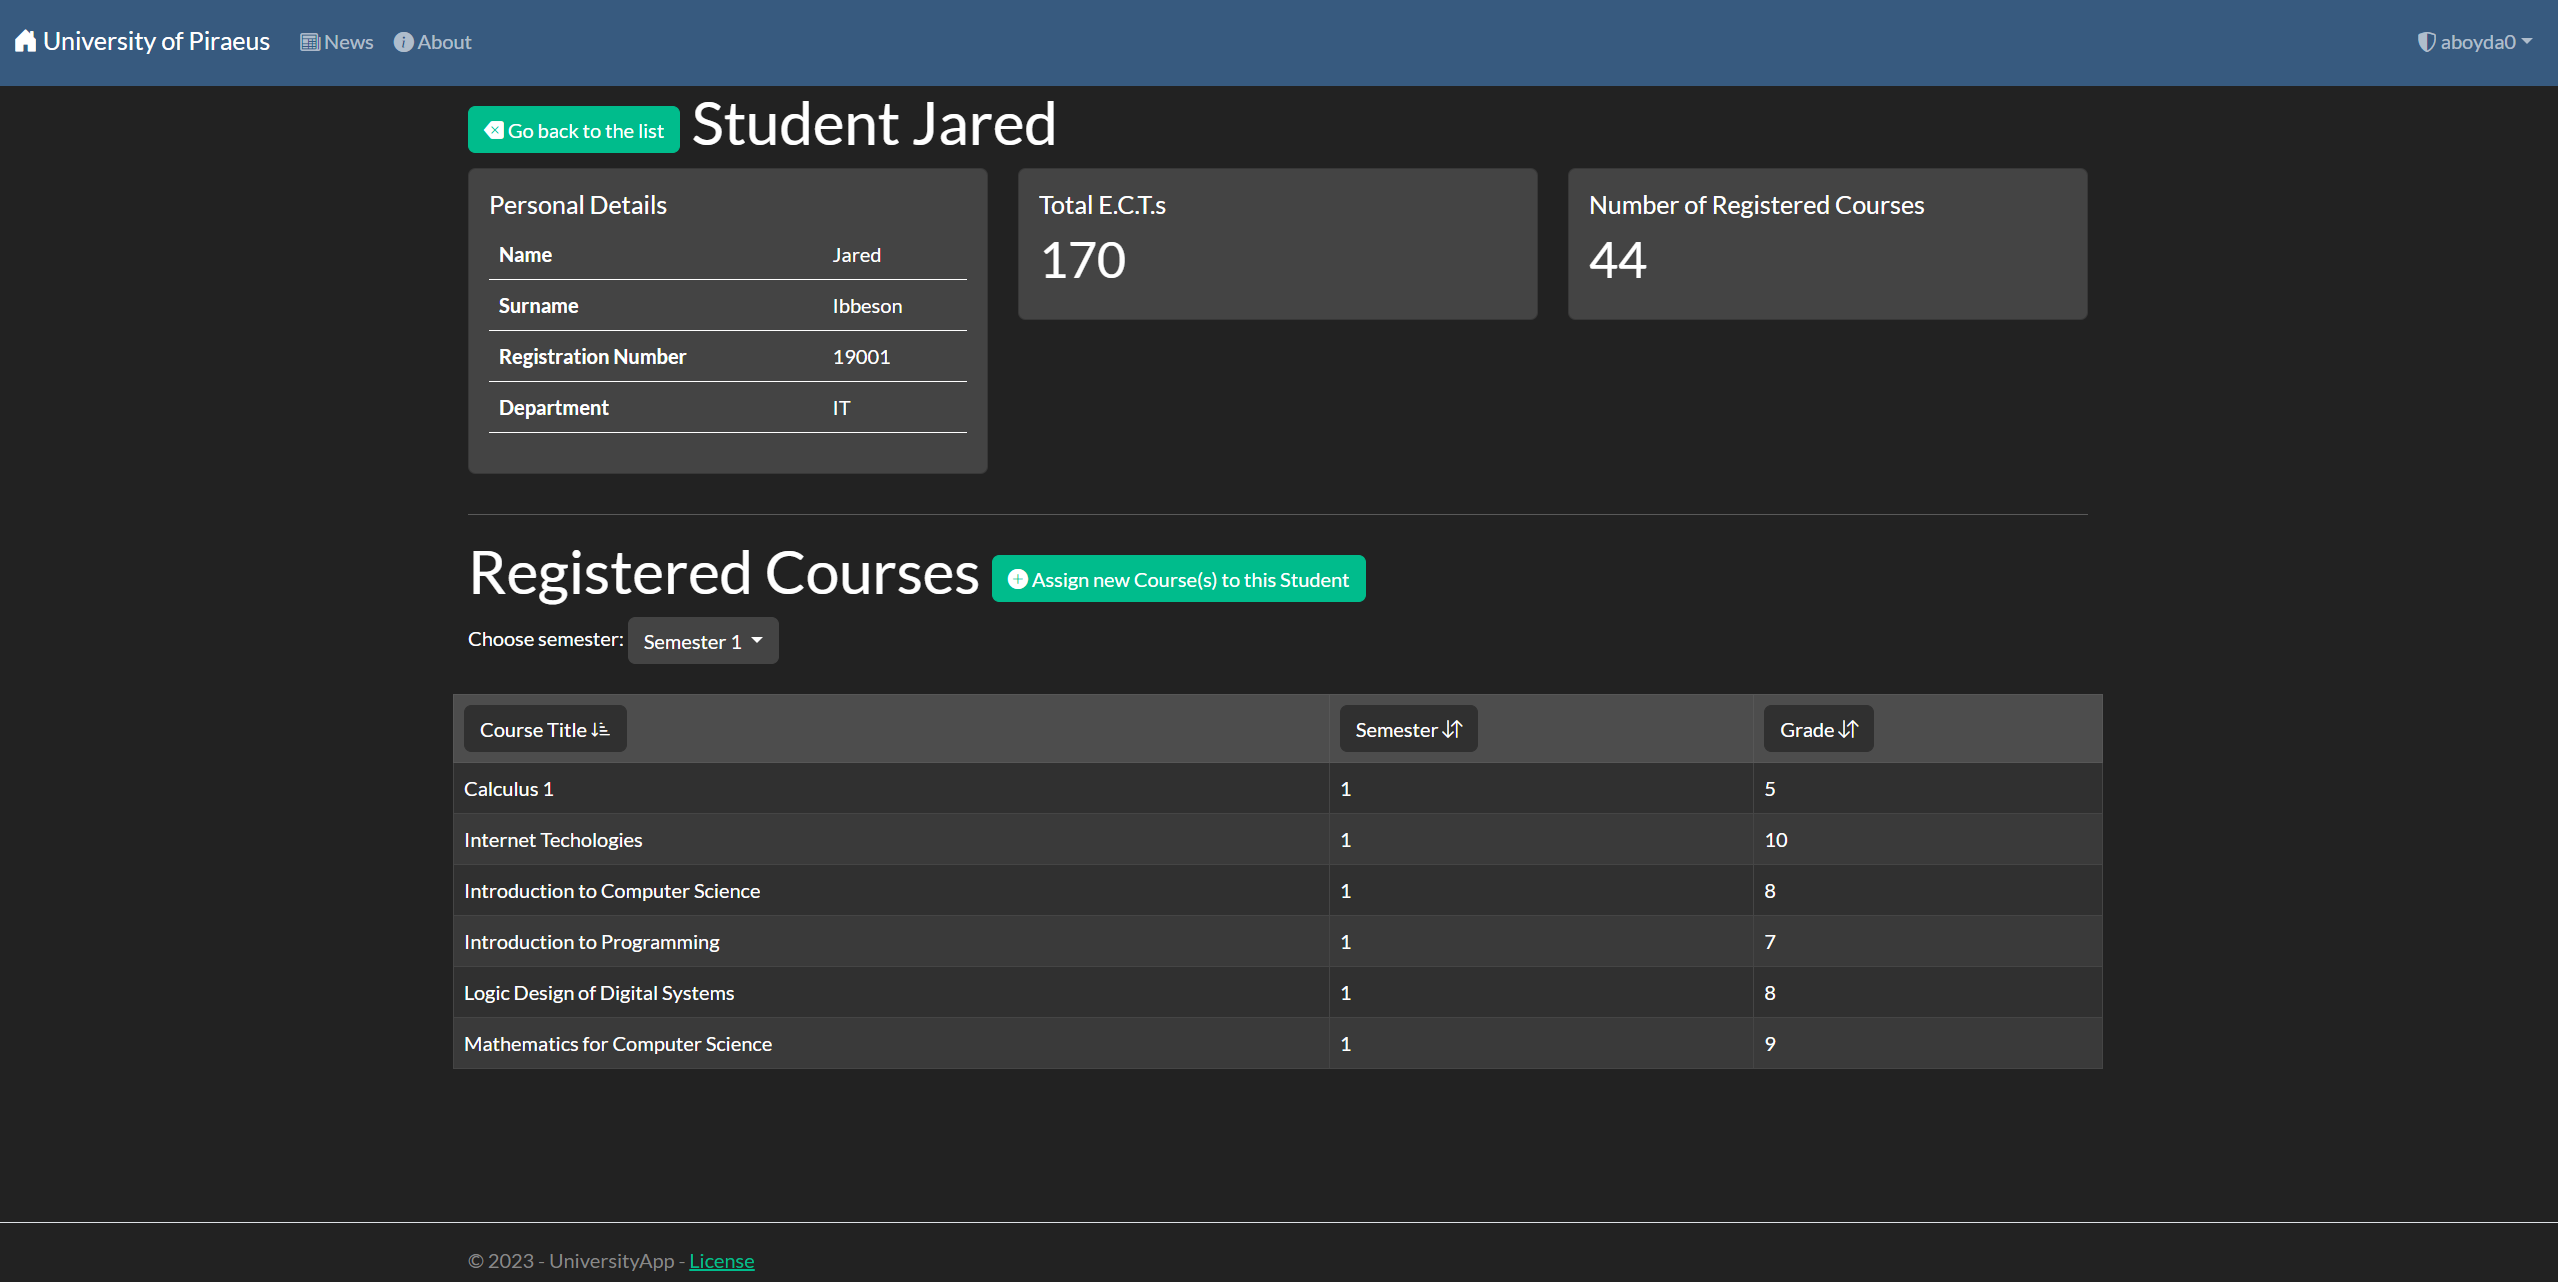 University of Piraeus News About aboyda0
Go back to the list Student Jared
Personal Details
Name Jared
Surname Ibbeson
Registration Number 19001
Department IT
Total E.C.T.s
170
Number of Registered Courses
44
Registered Courses Assign new Course(s) to this Student
Choose semester: Semester 1
Course Title Semester Grade
Calculus 1 1 5
Internet Techologies 1 10
Introduction to Computer Science 1 8
Introduction to Programming 1 7
Logic Design of Digital Systems 1 8
Mathematics for Computer Science 1 9
© 2023 - UniversityApp - License